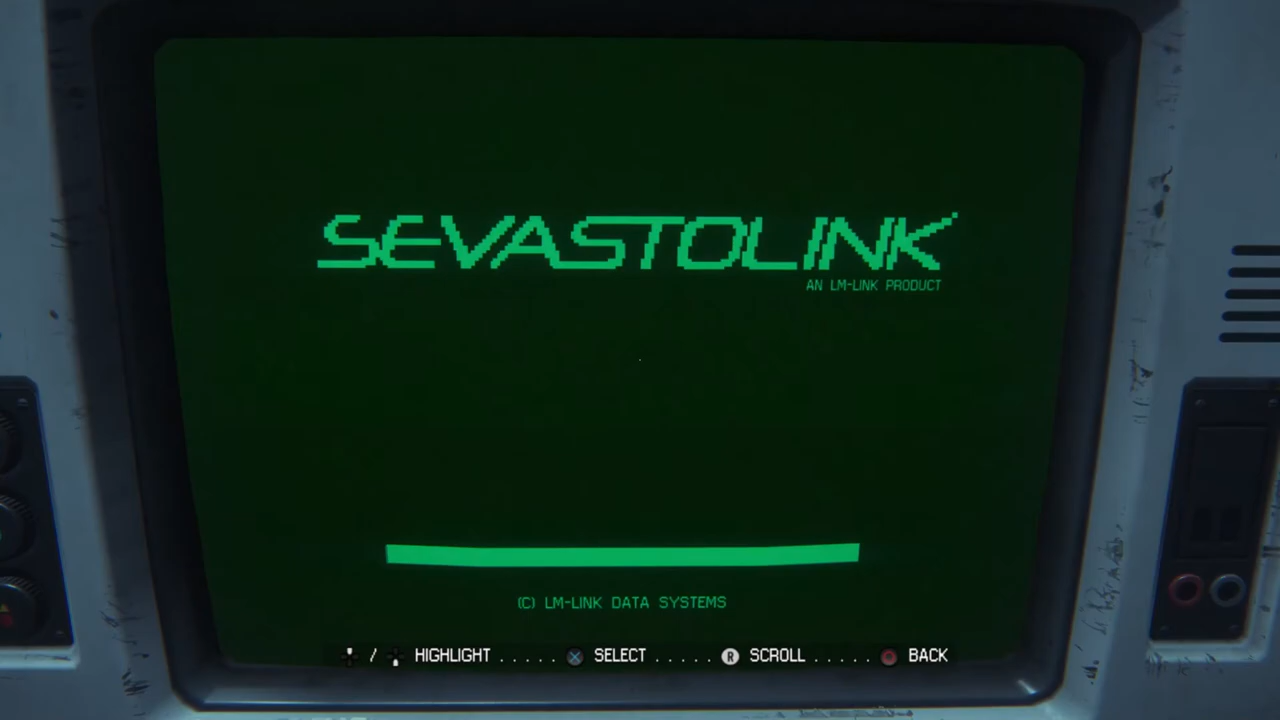 SEVASTOLINK
AN LM-LINK PRODUCT
(C) LM-LINK DATA SYSTEMS
/ HIGHLIGHT . . . . . SELECT . . . . . R SCROLL . . . . . BACK